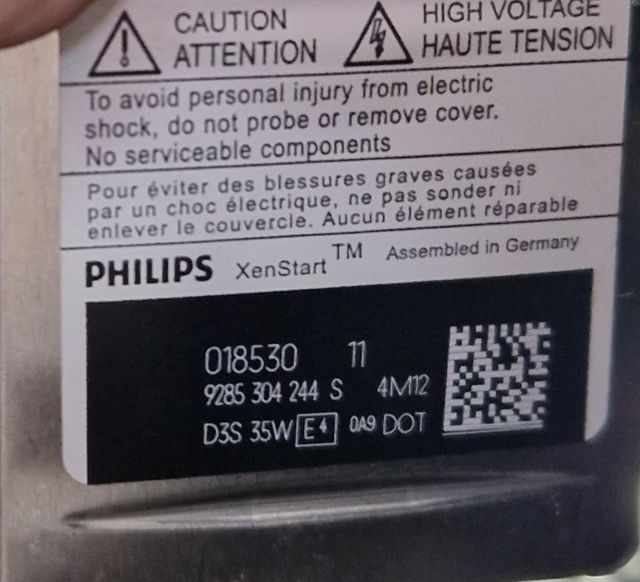 CAUTION
ATTENTION
HIGH VOLTAGE
HAUTE TENSION
To avoid personal injury from electric
shock, do not probe or remove cover.
No serviceable components
Pour éviter des blessures graves causées
par un choc électrique, ne pas sonder ni
enlever le couvercle. Aucun élément réparable
PHILIPS XenStart™ Assembled in Germany
018530 11
9285 304 244 S 4M12
D3S 35W E4 0A9 DOT